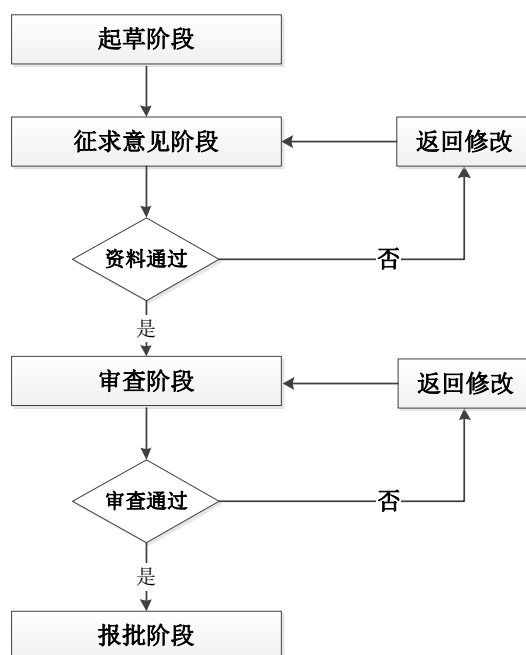 起草阶段
征求意见阶段
返回修改
资料通过
否
是
审查阶段
返回修改
审查通过
否
是
报批阶段